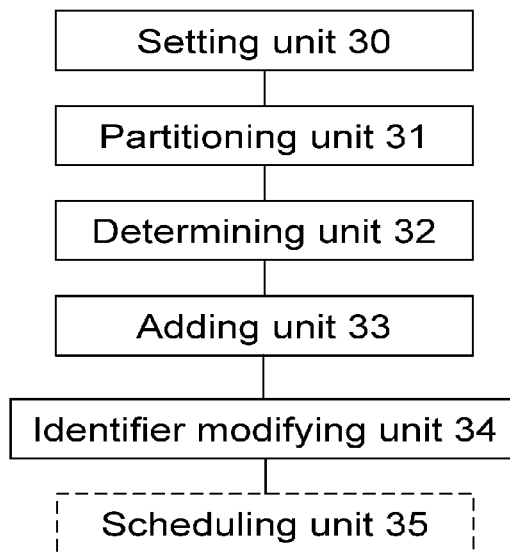 Setting unit 30
Partitioning unit 31
Determining unit 32
Adding unit 33
Identifier modifying unit 34
Scheduling unit 35